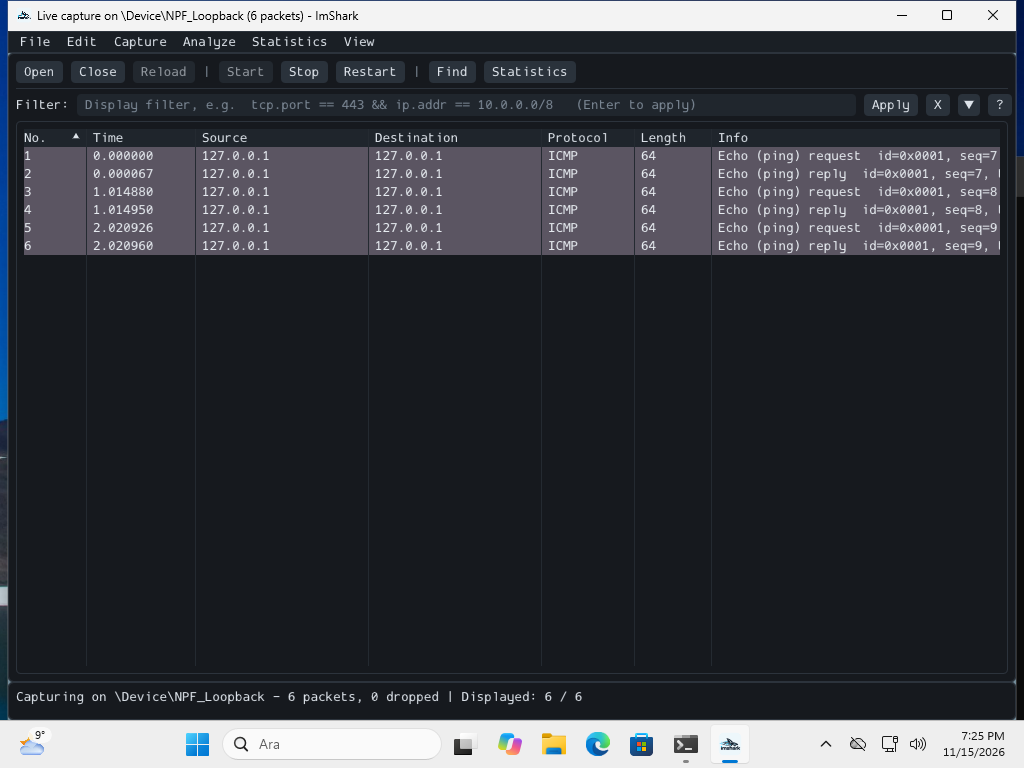 Live capture on \Device\NPF_Loopback (6 packets) - ImShark
File Edit Capture Analyze Statistics View
Open Close Reload | Start Stop Restart | Find Statistics
Filter: Display filter, e.g. tcp.port == 443 && ip.addr == 10.0.0.0/8 (Enter to apply) Apply X ▼ ?
No. ▲ Time Source Destination Protocol Length Info
1 0.000000 127.0.0.1 127.0.0.1 ICMP 64 Echo (ping) request id=0x0001, seq=7
2 0.000067 127.0.0.1 127.0.0.1 ICMP 64 Echo (ping) reply id=0x0001, seq=7,
3 1.014880 127.0.0.1 127.0.0.1 ICMP 64 Echo (ping) request id=0x0001, seq=8
4 1.014950 127.0.0.1 127.0.0.1 ICMP 64 Echo (ping) reply id=0x0001, seq=8,
5 2.020926 127.0.0.1 127.0.0.1 ICMP 64 Echo (ping) request id=0x0001, seq=9
6 2.020960 127.0.0.1 127.0.0.1 ICMP 64 Echo (ping) reply id=0x0001, seq=9,
Capturing on \Device\NPF_Loopback - 6 packets, 0 dropped | Displayed: 6 / 6
9°
Ara
imshark
7:25 PM
11/15/2026